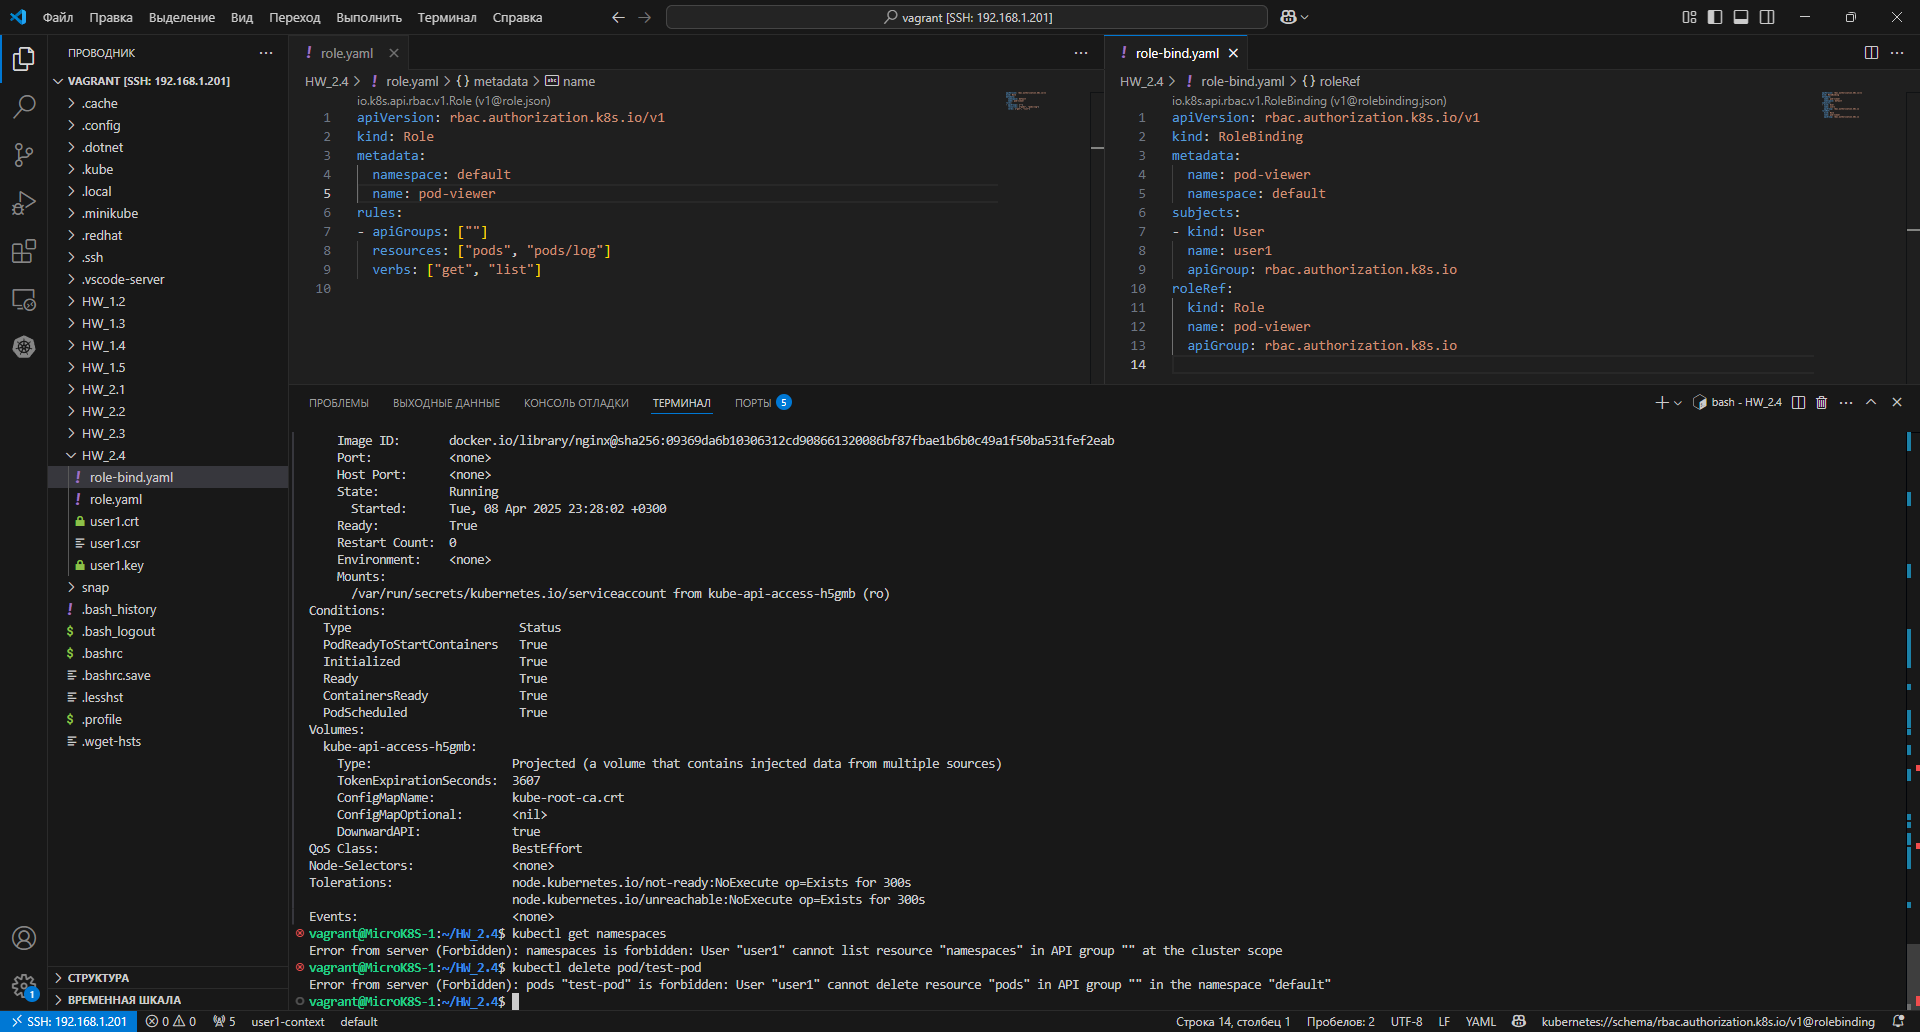 Файл Правка Выделение Вид Переход Выполнить Терминал Справка
vagrant [SSH: 192.168.1.201]
ПРОВОДНИК
VAGRANT [SSH: 192.168.1.201]
.cache
.config
.dotnet
.kube
.local
.minikube
.redhat
.ssh
.vscode-server
HW_1.2
HW_1.3
HW_1.4
HW_1.5
HW_2.1
HW_2.2
HW_2.3
HW_2.4
role-bind.yaml
role.yaml
user1.crt
user1.csr
user1.key
snap
.bash_history
.bash_logout
.bashrc
.bashrc.save
.lesshst
.profile
.wget-hsts
СТРУКТУРА
ВРЕМЕННАЯ ШКАЛА
role.yaml
HW_2.4 > role.yaml > {} metadata > name
io.k8s.api.rbac.v1.Role (v1@role.json)
1 apiVersion: rbac.authorization.k8s.io/v1
2 kind: Role
3 metadata:
4 namespace: default
5 name: pod-viewer
6 rules:
7 - apiGroups: [""]
8 resources: ["pods", "pods/log"]
9 verbs: ["get", "list"]
10
role-bind.yaml
HW_2.4 > role-bind.yaml > {} roleRef
io.k8s.api.rbac.v1.RoleBinding (v1@rolebinding.json)
1 apiVersion: rbac.authorization.k8s.io/v1
2 kind: RoleBinding
3 metadata:
4 name: pod-viewer
5 namespace: default
6 subjects:
7 - kind: User
8 name: user1
9 apiGroup: rbac.authorization.k8s.io
10 roleRef:
11 kind: Role
12 name: pod-viewer
13 apiGroup: rbac.authorization.k8s.io
14
ПРОБЛЕМЫ ВЫХОДНЫЕ ДАННЫЕ КОНСОЛЬ ОТЛАДКИ ТЕРМИНАЛ ПОРТЫ 5
bash - HW_2.4
Image ID: docker.io/library/nginx@sha256:09369da6b10306312cd908661320086bf87fbae1b6b0c49a1f50ba531fef2eab
Port: <none>
Host Port: <none>
State: Running
Started: Tue, 08 Apr 2025 23:28:02 +0300
Ready: True
Restart Count: 0
Environment: <none>
Mounts:
/var/run/secrets/kubernetes.io/serviceaccount from kube-api-access-h5gmb (ro)
Conditions:
Type Status
PodReadyToStartContainers True
Initialized True
Ready True
ContainersReady True
PodScheduled True
Volumes:
kube-api-access-h5gmb:
Type: Projected (a volume that contains injected data from multiple sources)
TokenExpirationSeconds: 3607
ConfigMapName: kube-root-ca.crt
ConfigMapOptional: <nil>
DownwardAPI: true
QoS Class: BestEffort
Node-Selectors: <none>
Tolerations: node.kubernetes.io/not-ready:NoExecute op=Exists for 300s
node.kubernetes.io/unreachable:NoExecute op=Exists for 300s
Events: <none>
vagrant@MicroK8S-1:~/HW_2.4$ kubectl get namespaces
Error from server (Forbidden): namespaces is forbidden: User "user1" cannot list resource "namespaces" in API group "" at the cluster scope
vagrant@MicroK8S-1:~/HW_2.4$ kubectl delete pod/test-pod
Error from server (Forbidden): pods "test-pod" is forbidden: User "user1" cannot delete resource "pods" in API group "" in the namespace "default"
vagrant@MicroK8S-1:~/HW_2.4$
1
SSH: 192.168.1.201 0 0 5 user1-context default
Строка 14, столбец 1 Пробелов: 2 UTF-8 LF YAML kubernetes://schema/rbac.authorization.k8s.io/v1@rolebinding